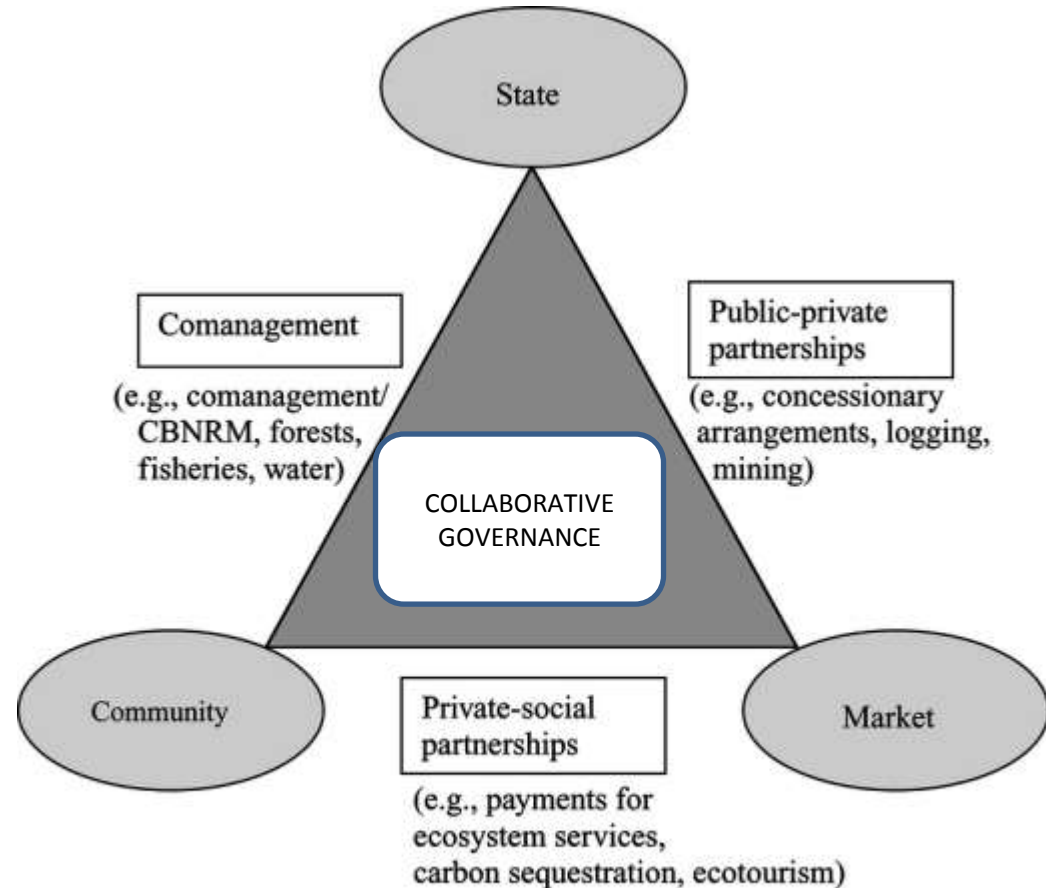 State
Comanagement
(e.g., comanagement/
CBNRM, forests,
fisheries, water)
Public-private
partnerships
(e.g., concessionary
arrangements, logging,
mining)
COLLABORATIVE
GOVERNANCE
Community
Private-social
partnerships
(e.g., payments for
ecosystem services,
carbon sequestration, ecotourism)
Market